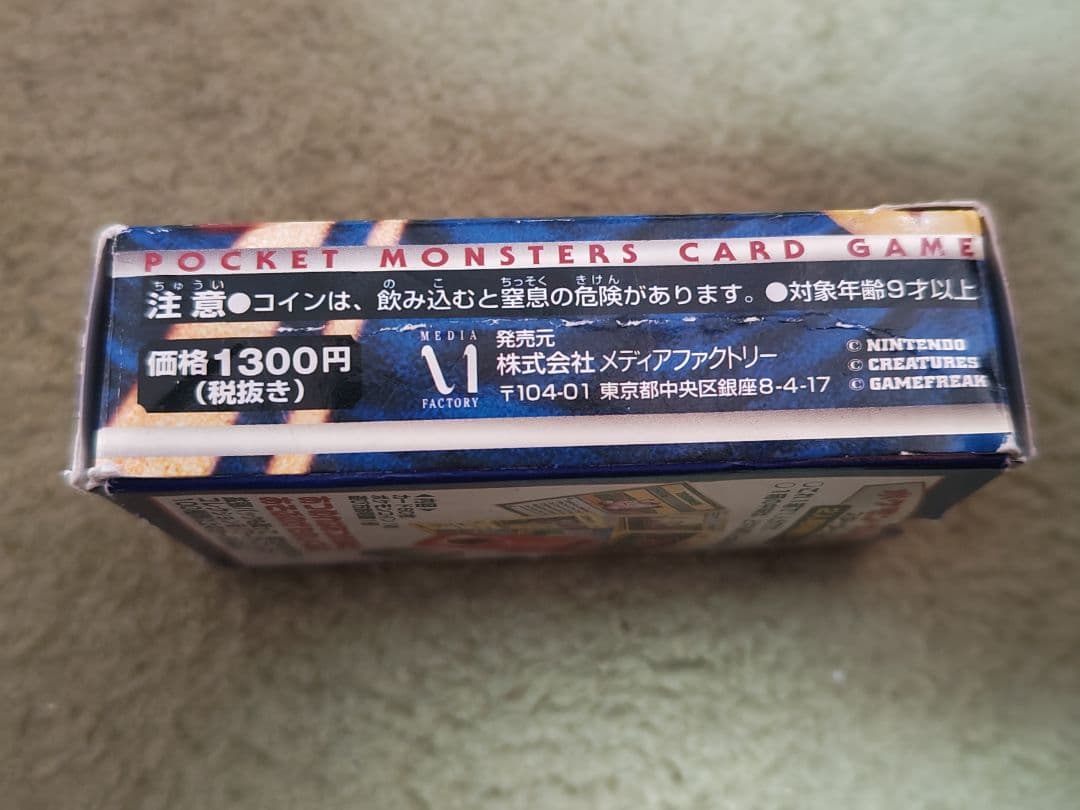 POCKET MONSTERS CARD GAME
ちゅうい の こ ちっそく きけん
注意●コインは、飲み込むと窒息の危険があります。●対象年齢9才以上
価格1300円
(税抜き)
MEDIA
FACTORY
発売元
株式会社 メディアファクトリー
〒104-01 東京都中央区銀座8-4-17
© NINTENDO
© CREATURES
© GAMEFREAK